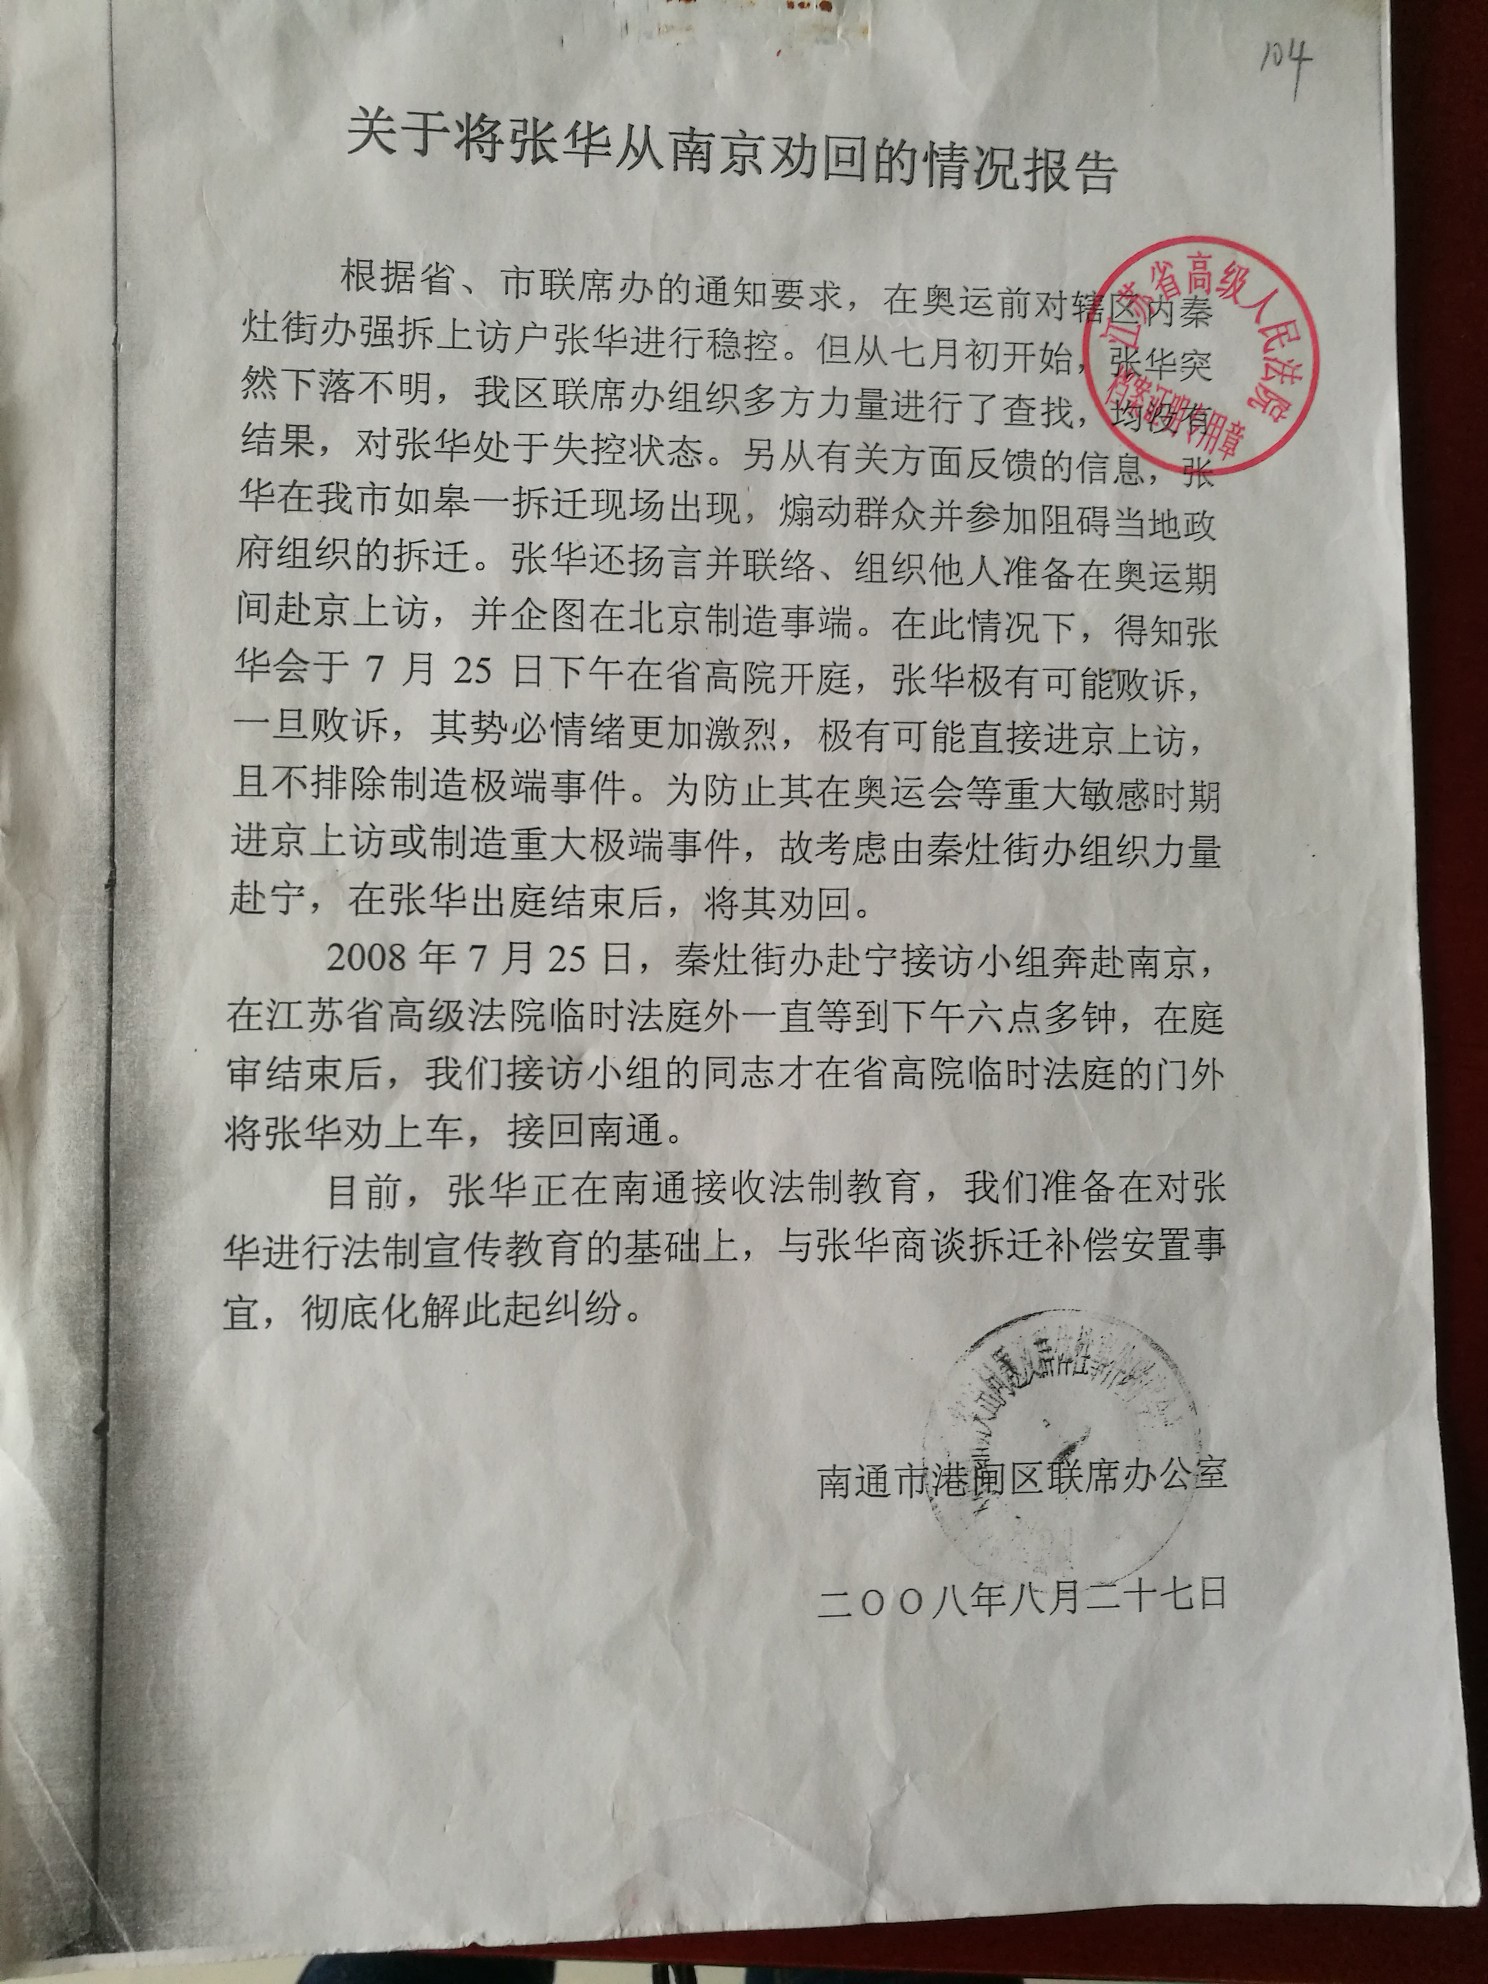 104
关于将张华从南京劝回的情况报告
根据省、市联席办的通知要求，在奥运前对辖区内秦
灶街办强拆上访户张华进行稳控。但从七月初开始，张华突
然下落不明，我区联席办组织多方力量进行了查找，均没有
结果，对张华处于失控状态。另从有关方面反馈的信息，张
华在我市如皋一拆迁现场出现，煽动群众并参加阻碍当地政
府组织的拆迁。张华还扬言并联络、组织他人准备在奥运期
间赴京上访，并企图在北京制造事端。在此情况下，得知张
华会于 7 月 25 日下午在省高院开庭，张华极有可能败诉，
一旦败诉，其势必情绪更加激烈，极有可能直接进京上访，
且不排除制造极端事件。为防止其在奥运会等重大敏感时期
进京上访或制造重大极端事件，故考虑由秦灶街办组织力量
赴宁，在张华出庭结束后，将其劝回。
2008 年 7 月 25 日，秦灶街办赴宁接访小组奔赴南京，
在江苏省高级法院临时法庭外一直等到下午六点多钟，在庭
审结束后，我们接访小组的同志才在省高院临时法庭的门外
将张华劝上车，接回南通。
目前，张华正在南通接收法制教育，我们准备在对张
华进行法制宣传教育的基础上，与张华商谈拆迁补偿安置事
宜，彻底化解此起纠纷。
南通市港闸区联席办公室
二〇〇八年八月二十七日
江苏省高级人民法院
档案证明专用章